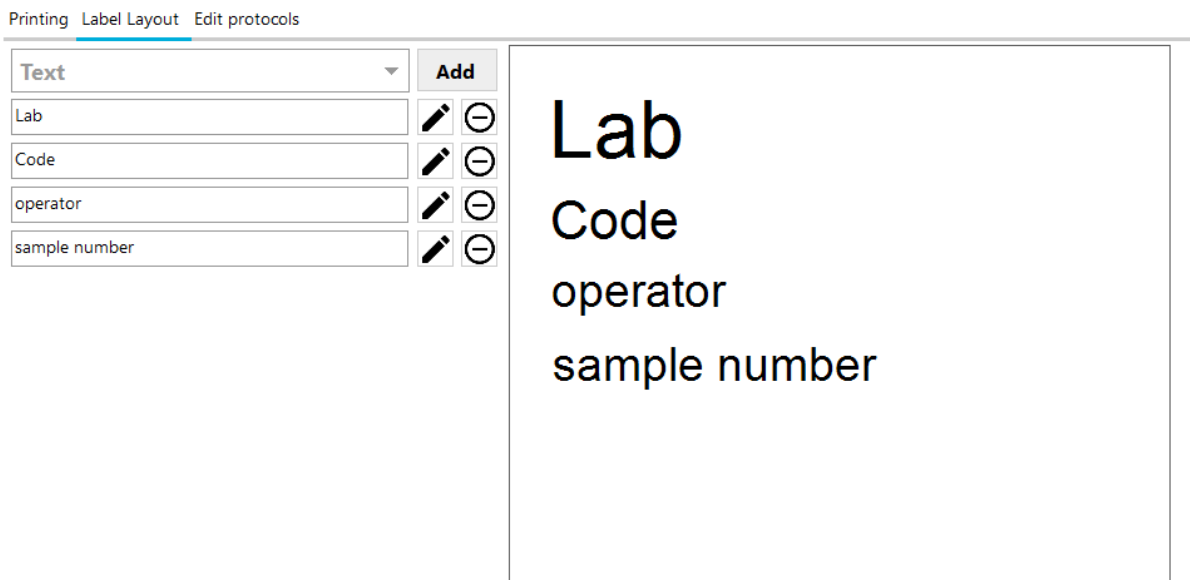 Printing Label Layout Edit protocols
Text Add
Lab
Code
operator
sample number
Lab
Code
operator
sample number